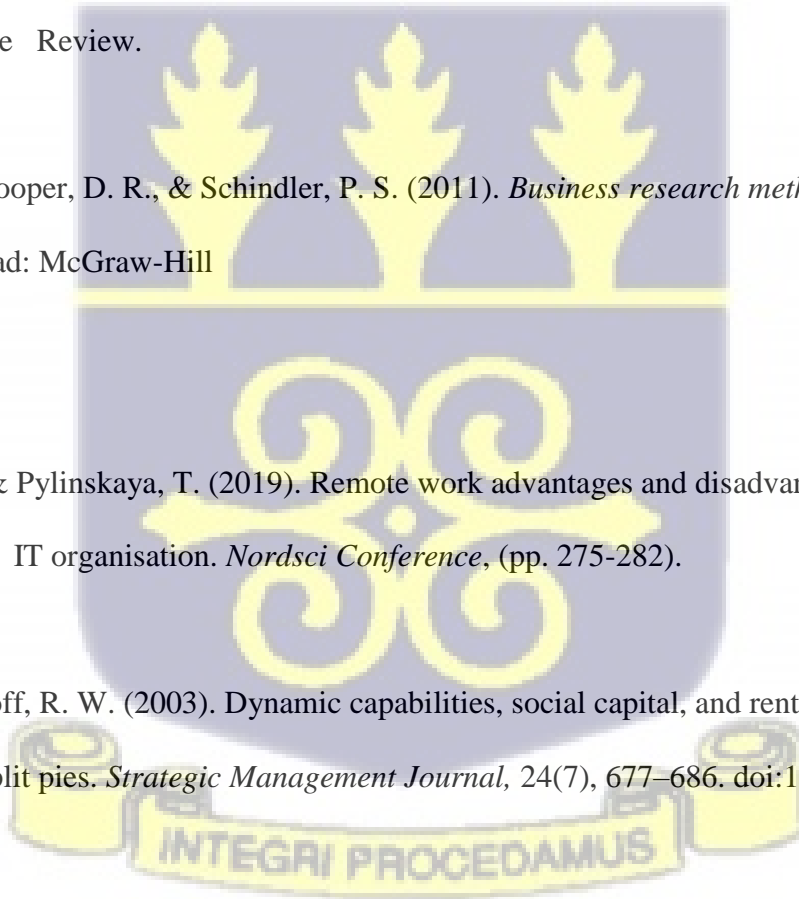 e Review.
ooper, D. R., & Schindler, P. S. (2011). Business research meth
ad: McGraw-Hill
& Pylinskaya, T. (2019). Remote work advantages and disadvan
IT organisation. Nordsci Conference, (pp. 275-282).
off, R. W. (2003). Dynamic capabilities, social capital, and rent
plit pies. Strategic Management Journal, 24(7), 677–686. doi:1
INTEGRI PROCEDAMUS